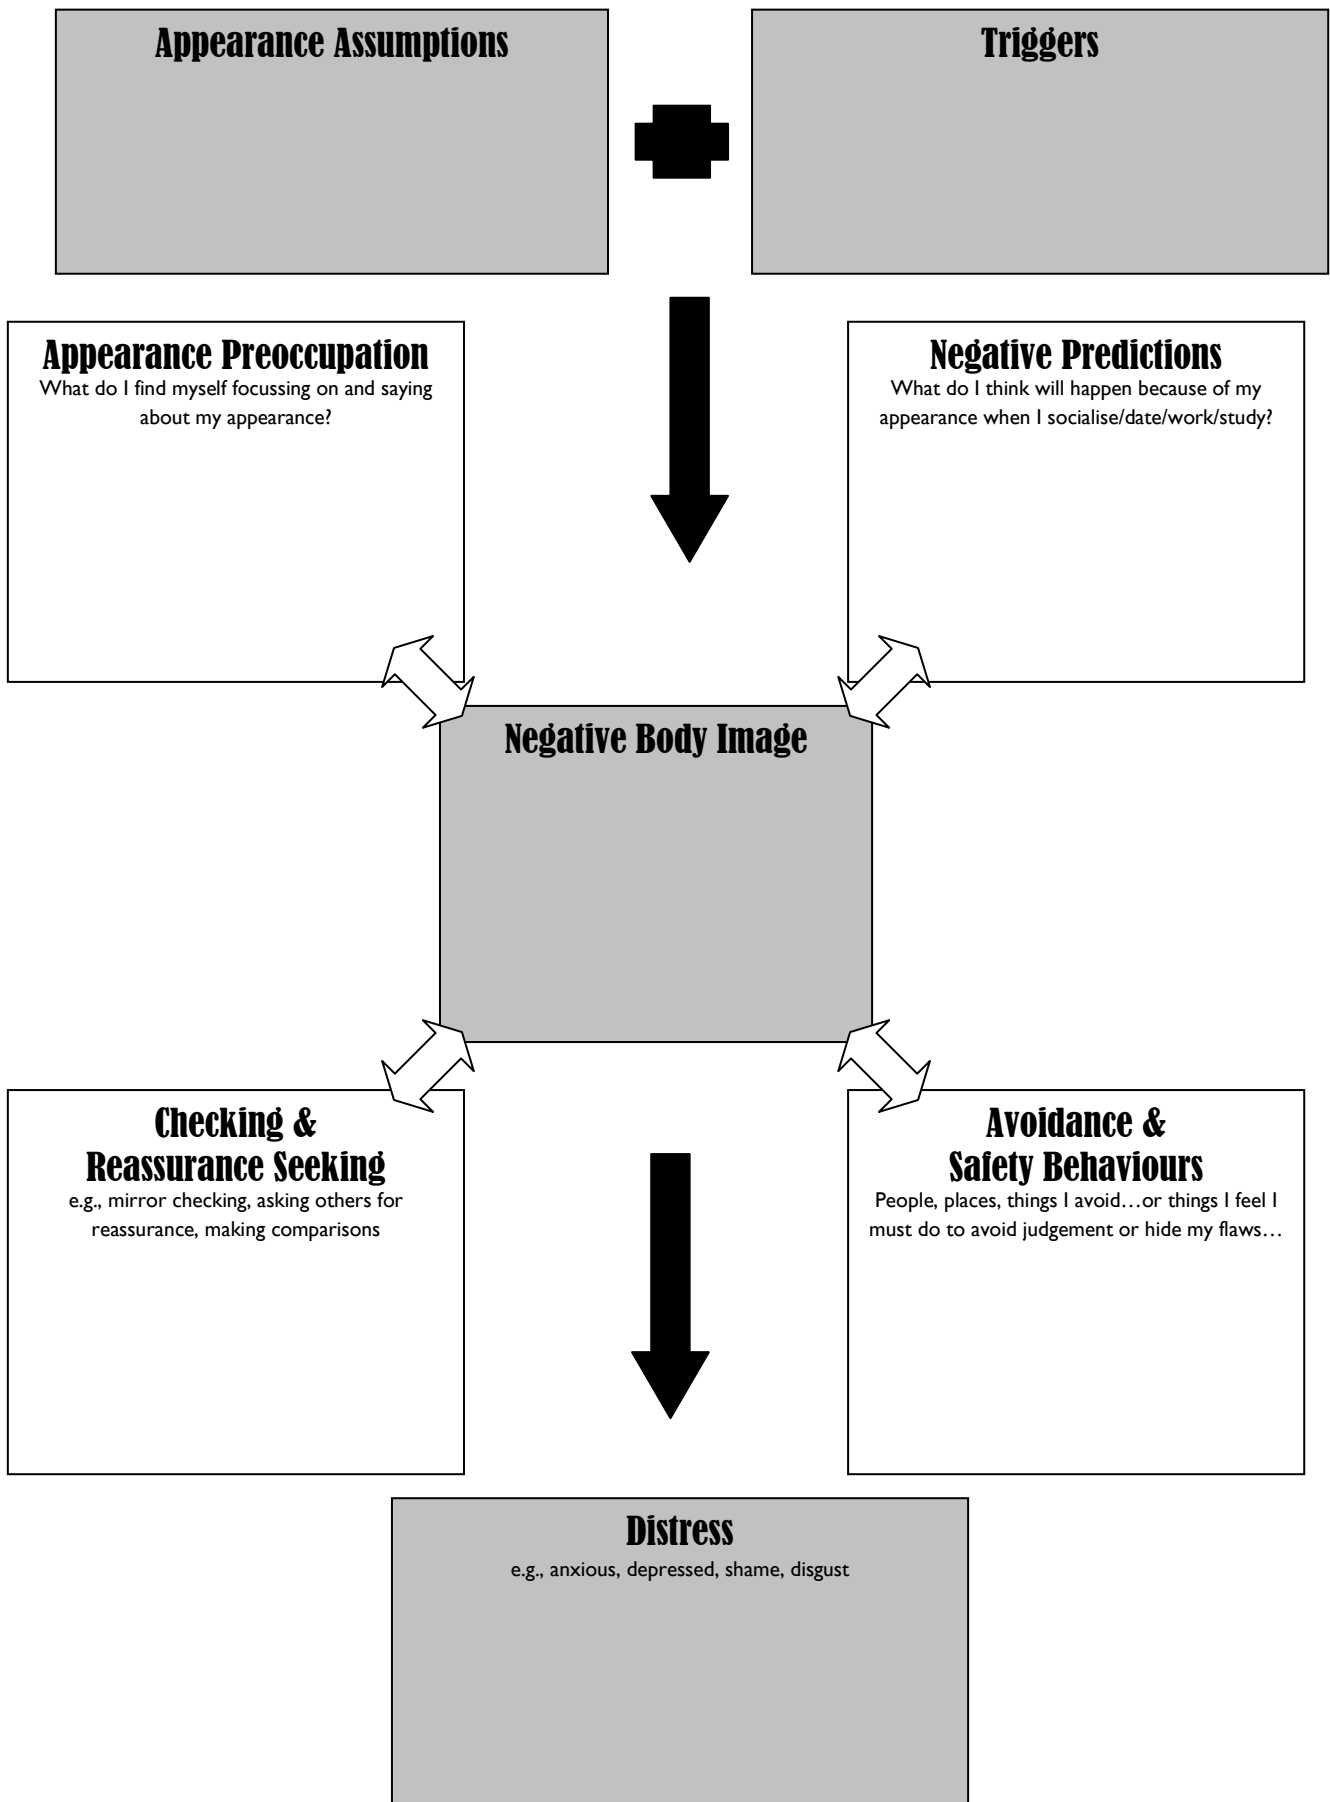 Appearance Assumptions
Triggers
Appearance Preoccupation
What do I find myself focussing on and saying
about my appearance?
Negative Predictions
What do I think will happen because of my
appearance when I socialise/date/work/study?
Negative Body Image
Checking &
Reassurance Seeking
e.g., mirror checking, asking others for
reassurance, making comparisons
Avoidance &
Safety Behaviours
People, places, things I avoid…or things I feel I
must do to avoid judgement or hide my flaws…
Distress
e.g., anxious, depressed, shame, disgust